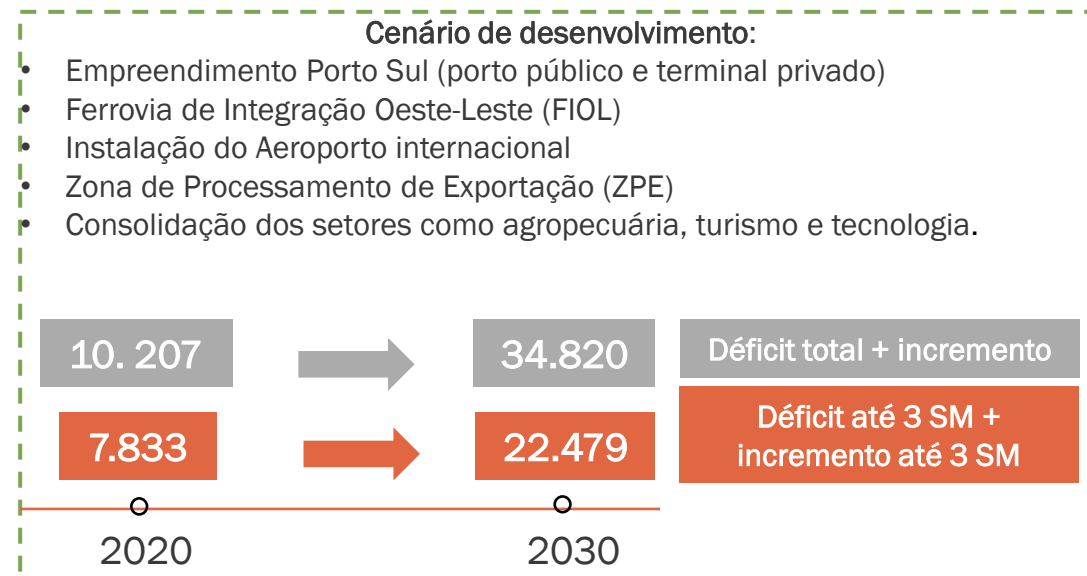 Cenário de desenvolvimento:
• Empreendimento Porto Sul (porto público e terminal privado)
• Ferrovia de Integração Oeste-Leste (FIOL)
• Instalação do Aeroporto internacional
• Zona de Processamento de Exportação (ZPE)
• Consolidação dos setores como agropecuária, turismo e tecnologia.
10. 207
34.820
Déficit total + incremento
7.833
22.479
Déficit até 3 SM +
incremento até 3 SM
2020
2030